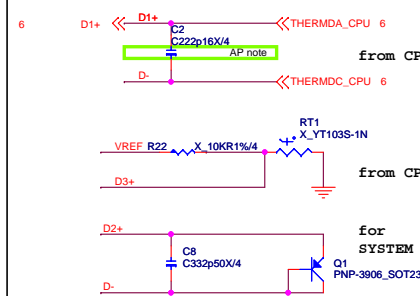 6 D1+ D1+ THERMDA_CPU 6
C2
C222p16X/4
AP note
from CP
D- THERMDC_CPU 6
RT1
X_YT103S-1N
VREF R22 X_10KR1%/4
from CP
D3+
D2+
for
SYSTEM
C8
C332p50X/4
Q1
PNP-3906_SOT23
D-